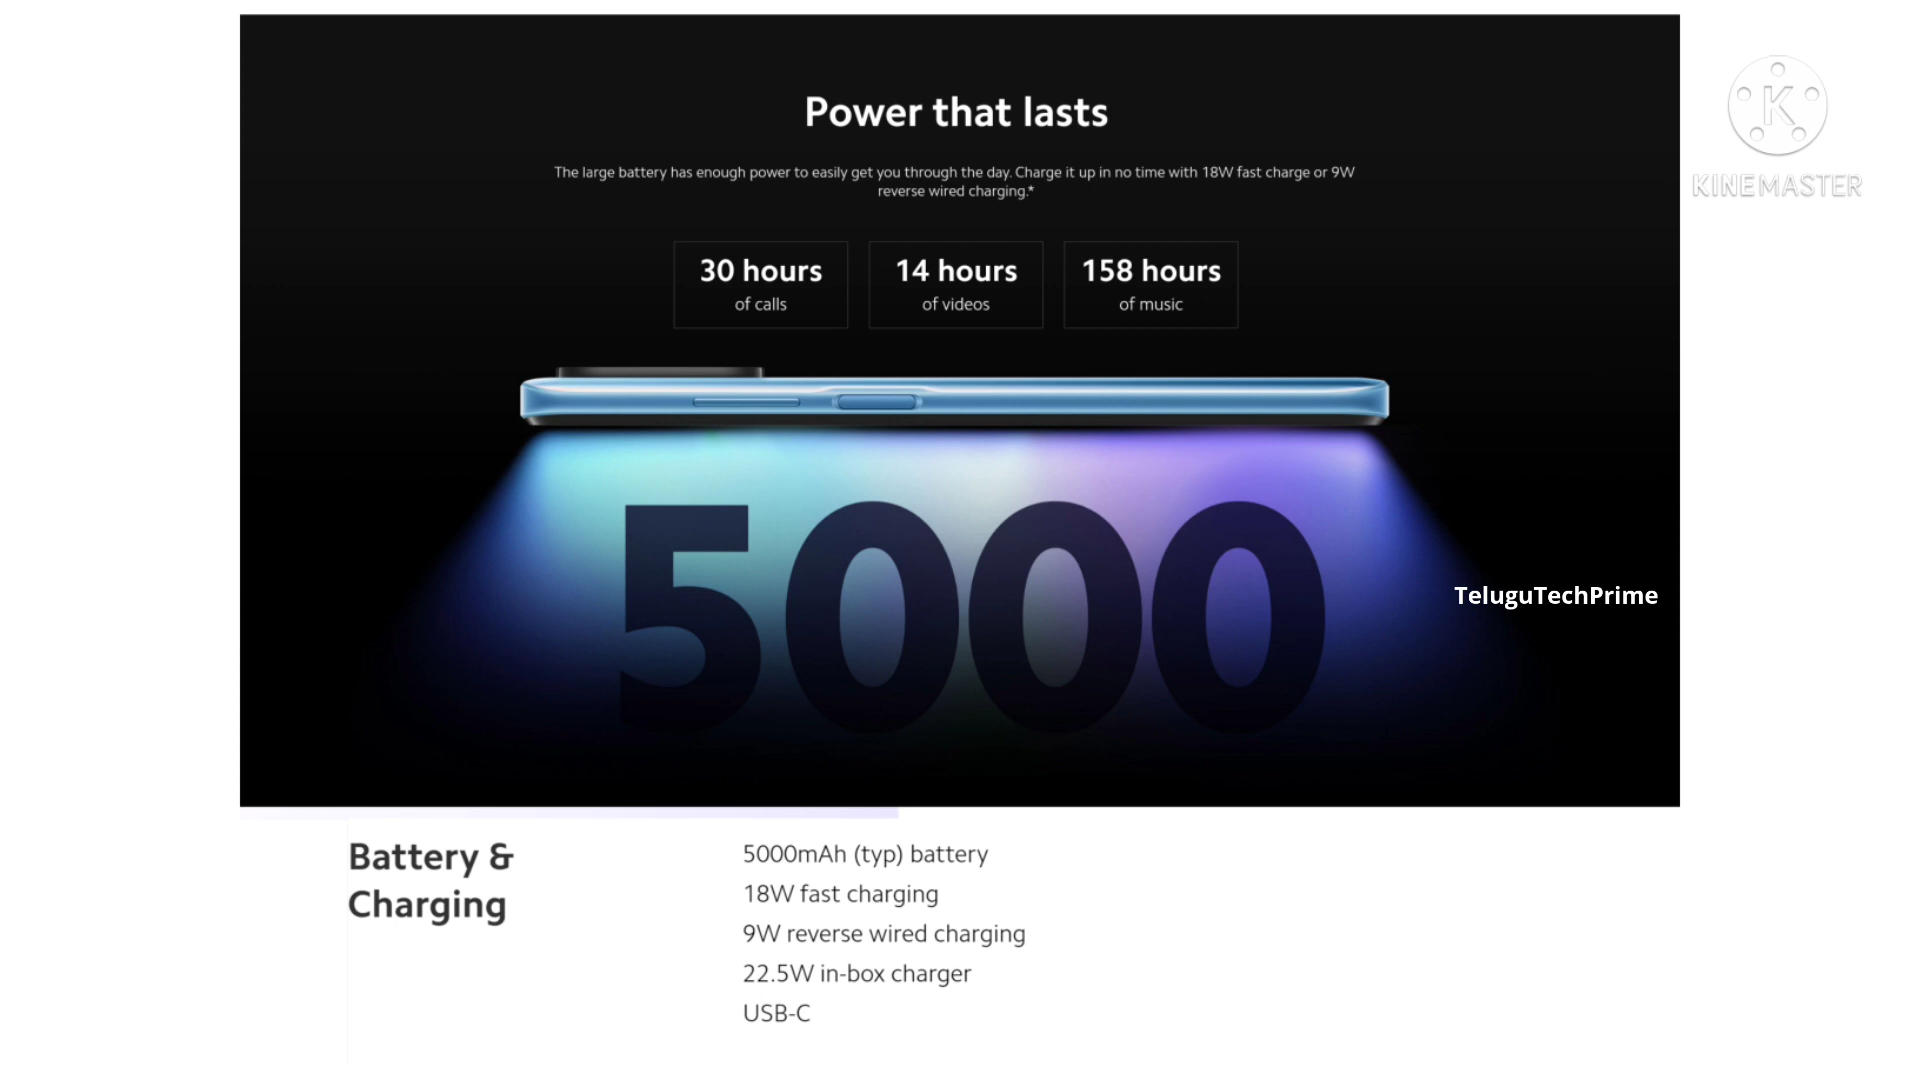 Power that lasts
The large battery has enough power to easily get you through the day. Charge it up in no time with 18W fast charge or 9W
reverse wired charging.*
30 hours
of calls
14 hours
of videos
158 hours
of music
5000
TeluguTechPrime
K
KINEMASTER
Battery &
Charging
5000mAh (typ) battery
18W fast charging
9W reverse wired charging
22.5W in-box charger
USB-C